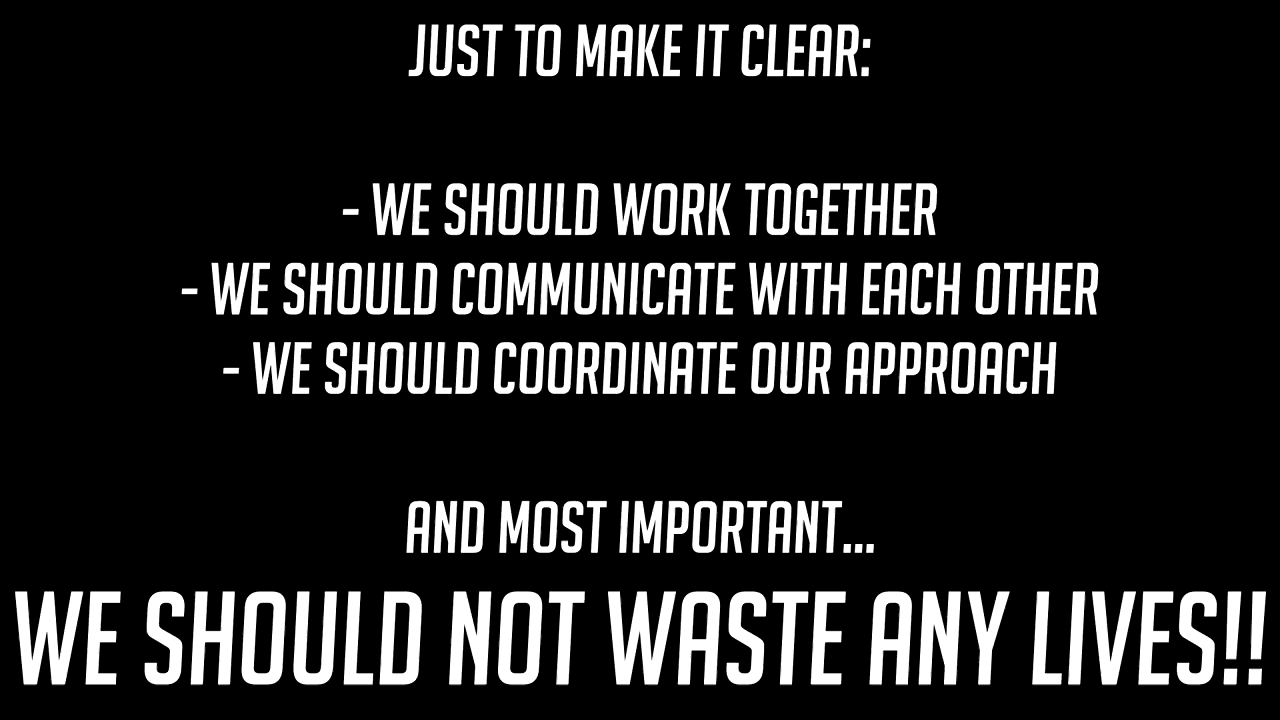 JUST TO MAKE IT CLEAR:
- WE SHOULD WORK TOGETHER
- WE SHOULD COMMUNICATE WITH EACH OTHER
- WE SHOULD COORDINATE OUR APPROACH
AND MOST IMPORTANT...
WE SHOULD NOT WASTE ANY LIVES!!